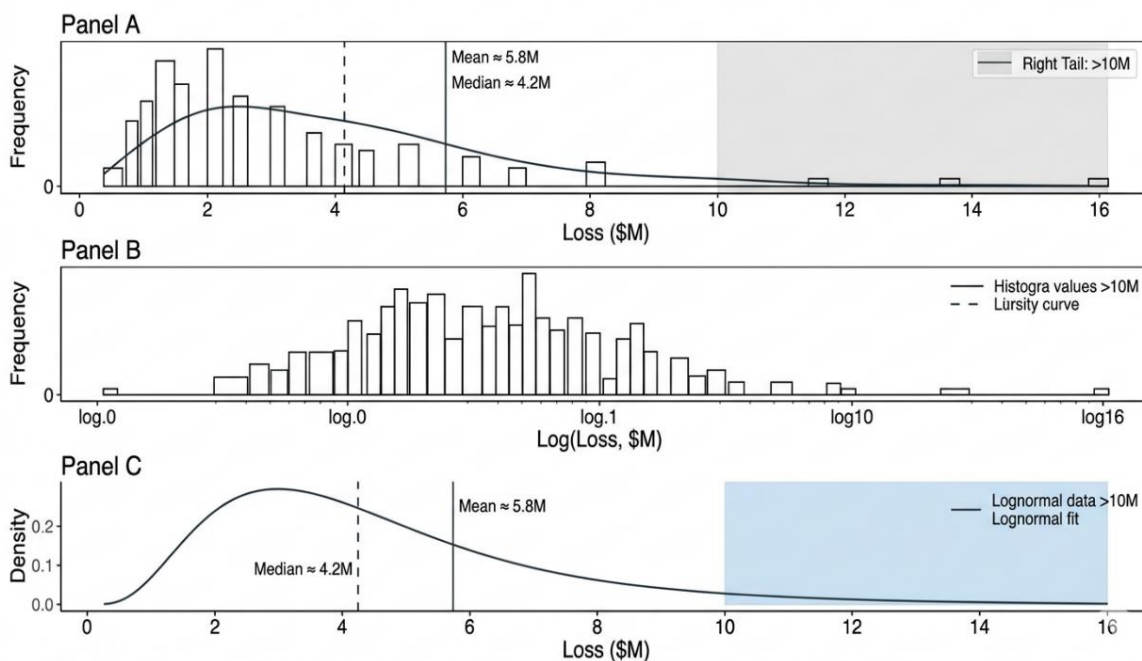 Panel A
Frequency
0
Mean ≈ 5.8M
Median ≈ 4.2M
Right Tail: >10M
0 2 4 6 8 10 12 14 16
Loss ($M)
Panel B
Frequency
0
Histogra values >10M
Lürsity curve
log.0 log.0 log.1 log10 log16
Log(Loss, $M)
Panel C
Density
0.2
0.1
0.0
Median ≈ 4.2M
Mean ≈ 5.8M
Lognormal data >10M
Lognormal fit
0 2 4 6 8 10 12 14 16
Loss ($M)